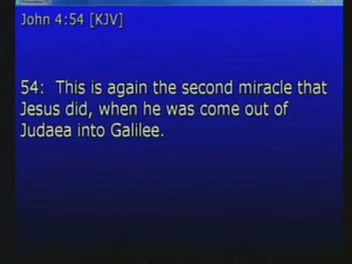 John 4:54 [KJV]
54: This is again the second miracle that
Jesus did, when he was come out of
Judaea into Galilee.